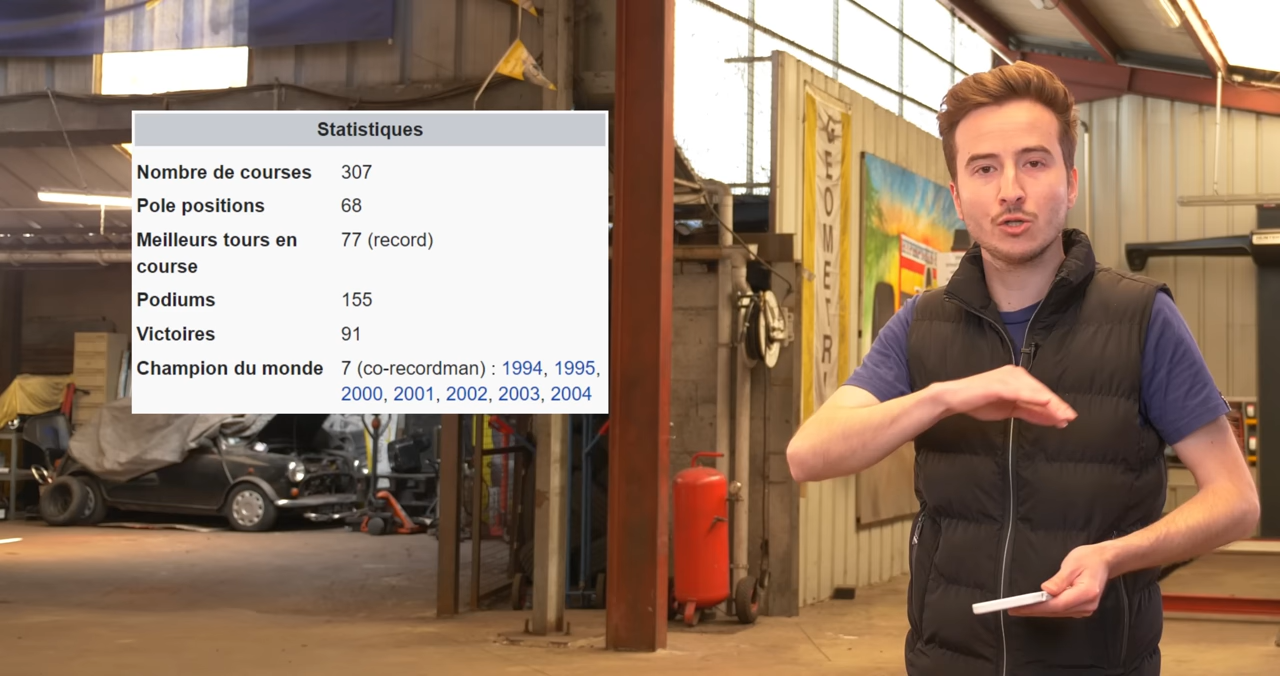 Statistiques
Nombre de courses 307
Pole positions 68
Meilleurs tours en 77 (record)
course
Podiums 155
Victoires 91
Champion du monde 7 (co-recordman) : 1994, 1995,
2000, 2001, 2002, 2003, 2004